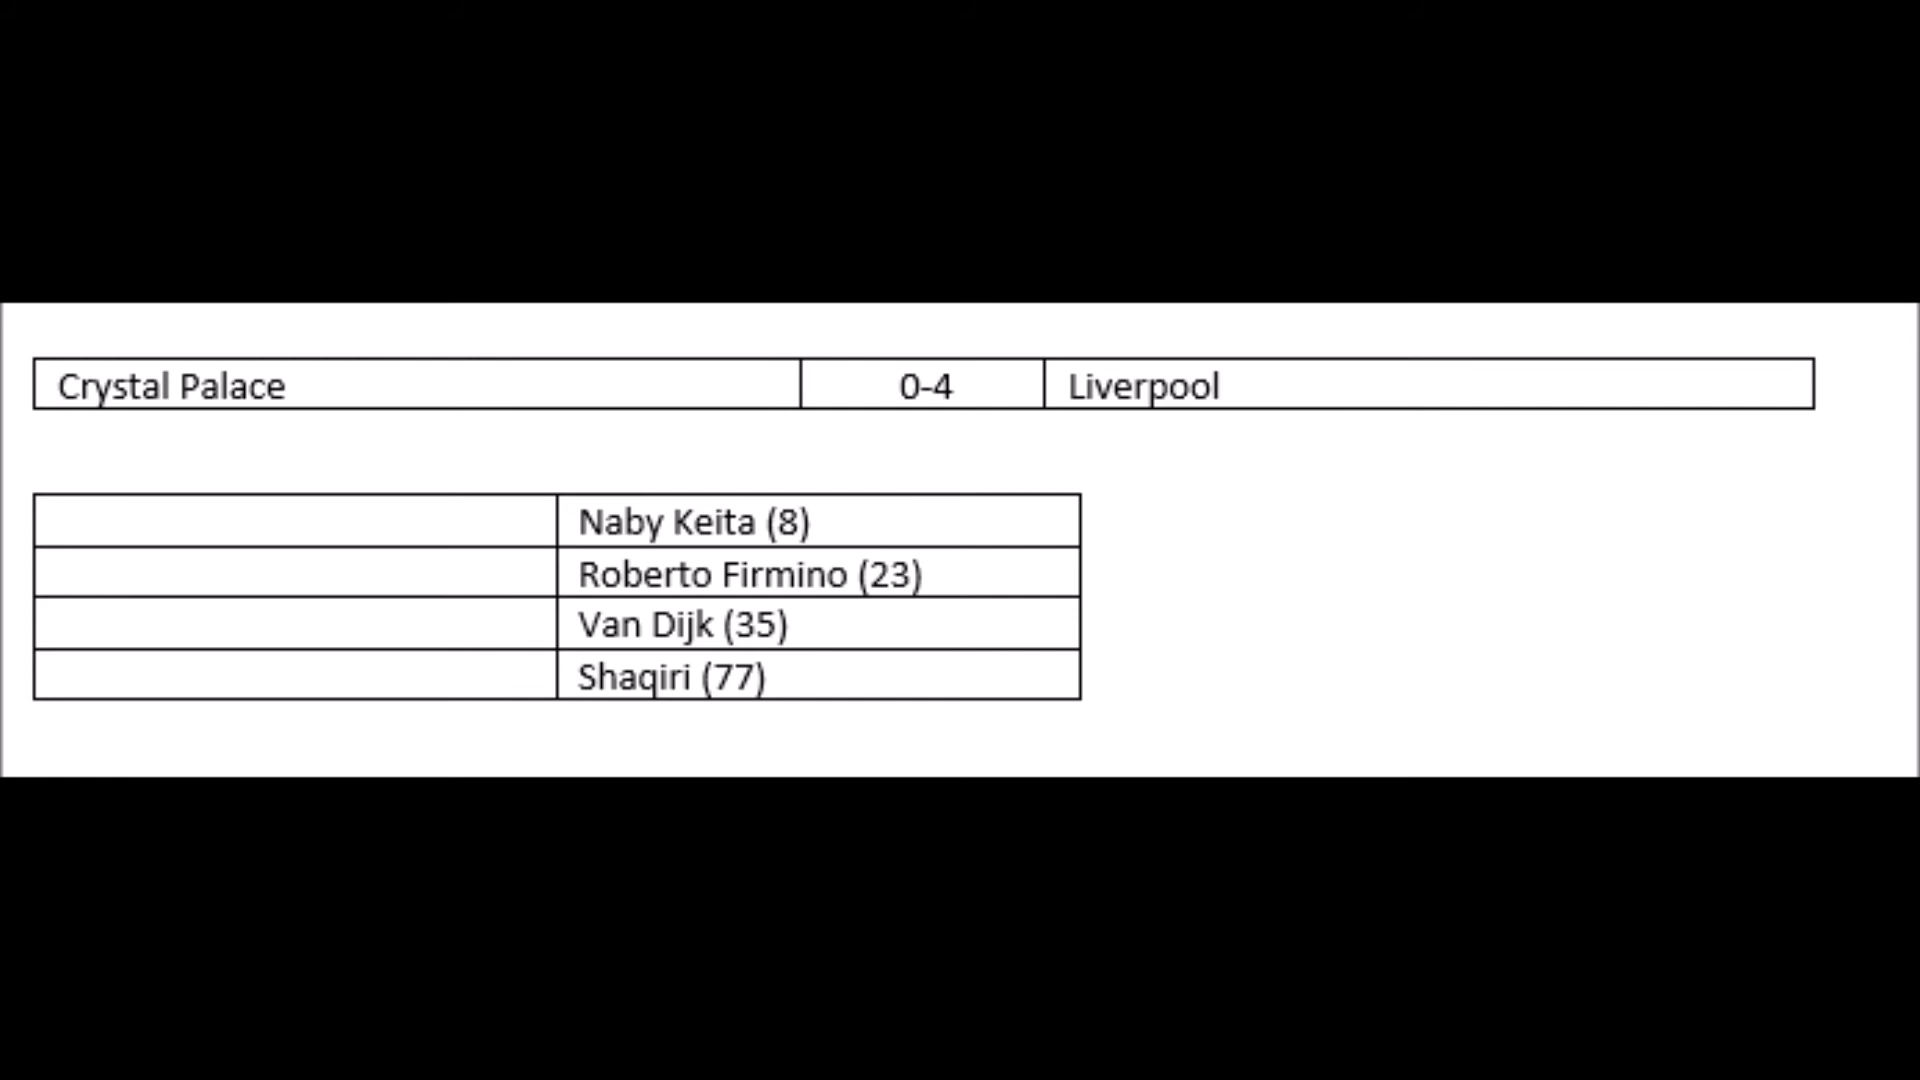 Crystal Palace 0-4 Liverpool
Naby Keita (8)
Roberto Firmino (23)
Van Dijk (35)
Shaqiri (77)